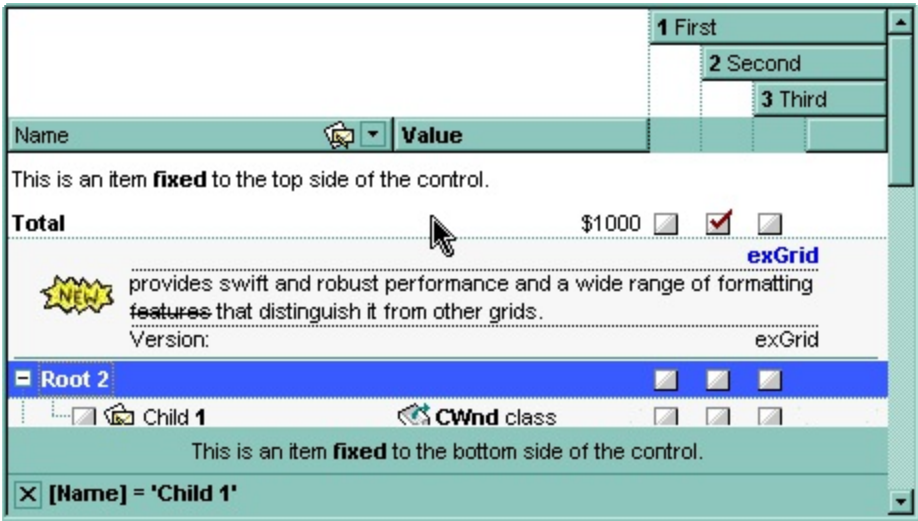 1 First
2 Second
3 Third
Name Value
This is an item fixed to the top side of the control.
Total $1000
exGrid
NEW provides swift and robust performance and a wide range of formatting
features that distinguish it from other grids.
Version: exGrid
Root 2
Child 1 CWnd class
This is an item fixed to the bottom side of the control.
[Name] = 'Child 1'